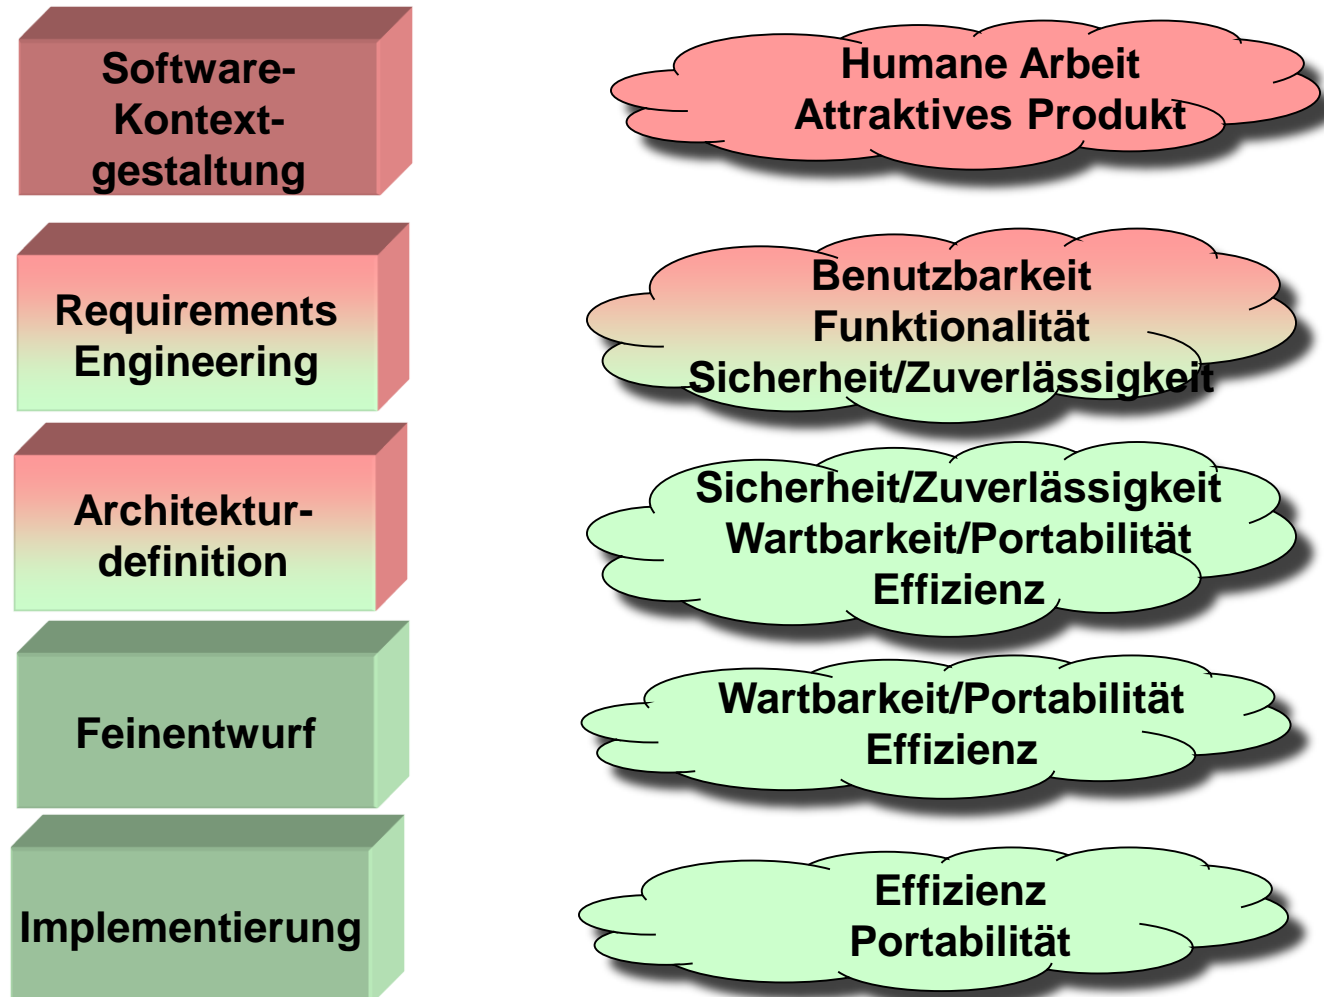 Software-
Kontext-
gestaltung
Humane Arbeit
Attraktives Produkt
Requirements
Engineering
Benutzbarkeit
Funktionalität
Sicherheit/Zuverlässigkeit
Architektur-
definition
Sicherheit/Zuverlässigkeit
Wartbarkeit/Portabilität
Effizienz
Feinentwurf
Wartbarkeit/Portabilität
Effizienz
Implementierung
Effizienz
Portabilität